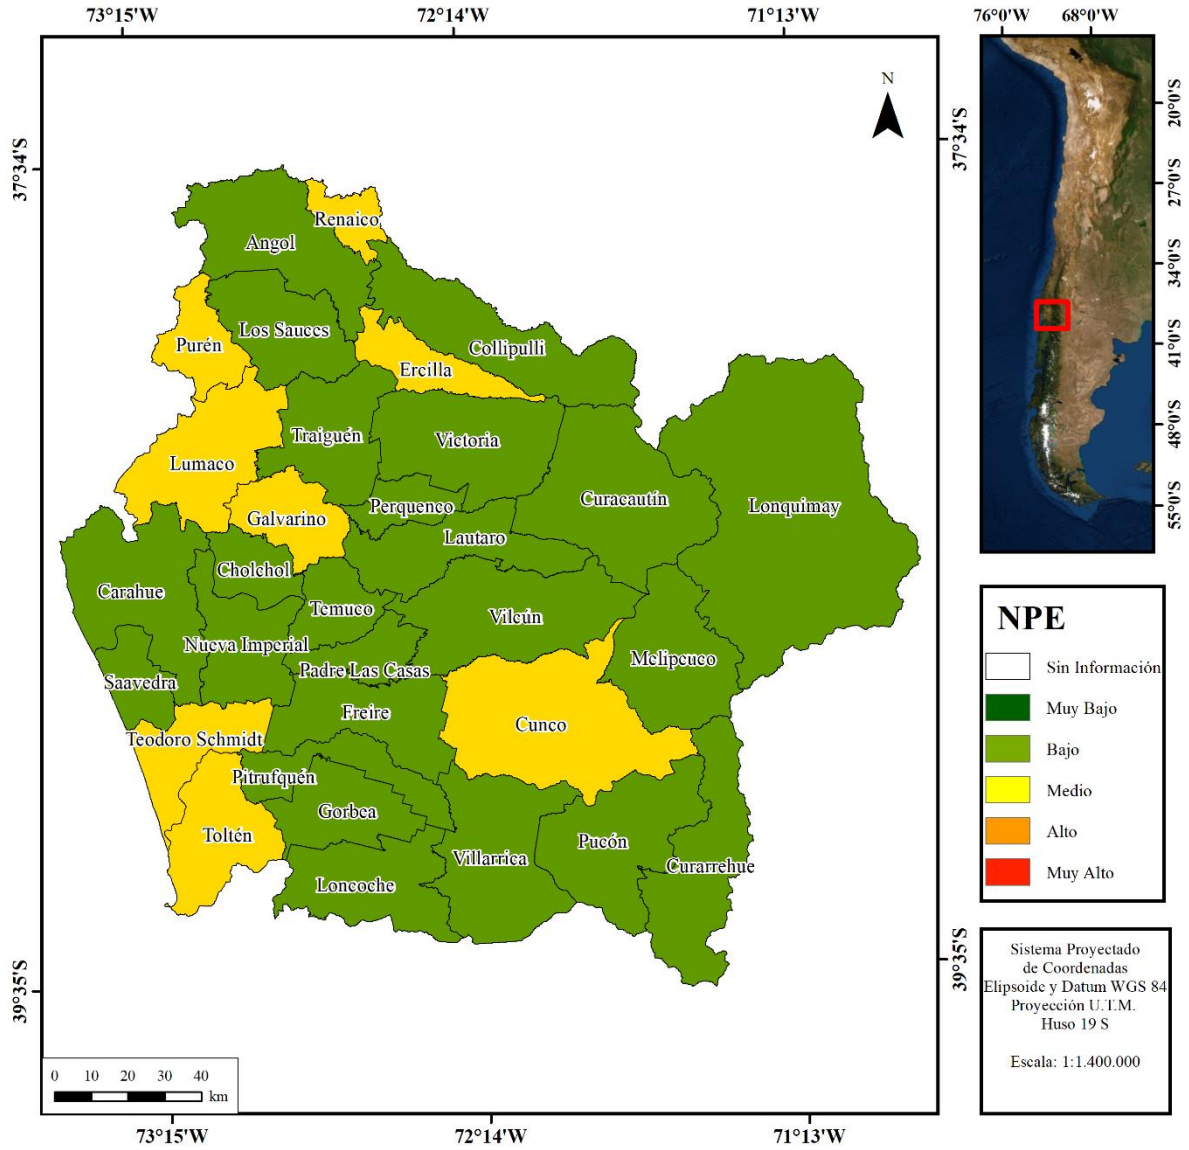 73°15'W
72°14'W
71°13'W
76°0'W
68°0'W
37°34'S
N
37°34'S
20°0'S
27°0'S
34°0'S
41°0'S
48°0'S
55°0'S
Renaico
Angol
Los Sauces
Purén
Collipulli
Ercilla
Traiguén
Victoria
Lumaco
Curacautín
Lonquimay
Perquenco
Galvarino
Lautaro
Cholchol
Carahue
Temuco
Vilcún
Nueva Imperial
Melipeuco
Padre Las Casas
Saavedra
Freire
Cunco
Teodoro Schmidt
Pitrufquén
Gorbea
Toltén
Pucón
Villarrica
Curarrehue
Loncoche
NPE
Sin Información
Muy Bajo
Bajo
Medio
Alto
Muy Alto
39°35'S
39°35'S
Sistema Proyectado
de Coordenadas
Elipsoide y Datum WGS 84
Proyección U.T.M.
Huso 19 S
Escala: 1:1.400.000
0 10 20 30 40
km
73°15'W
72°14'W
71°13'W